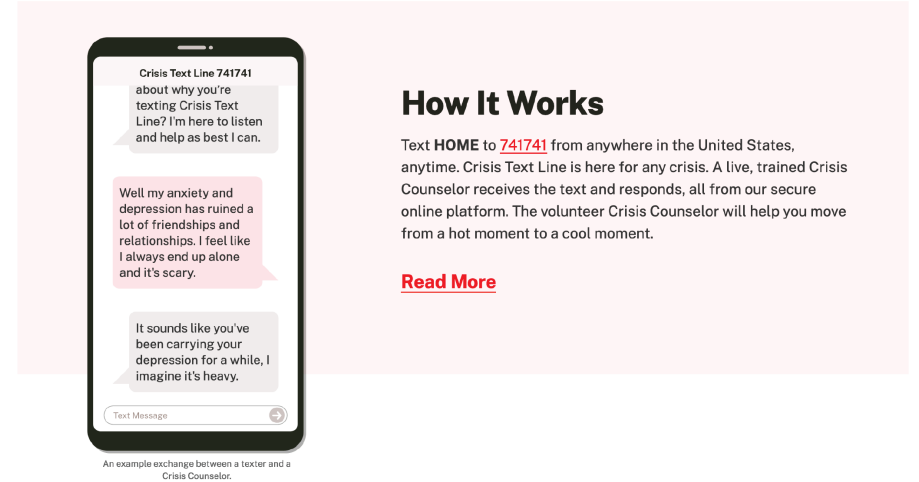 Crisis Text Line 741741
about why you're
texting Crisis Text
Line? I'm here to listen
and help as best I can.
Well my anxiety and
depression has ruined a
lot of friendships and
relationships. I feel like
I always end up alone
and it's scary.
It sounds like you've
been carrying your
depression for a while, I
imagine it's heavy.
Text Message
An example exchange between a texter and a
Crisis Counselor.
How It Works
Text HOME to 741741 from anywhere in the United States,
anytime. Crisis Text Line is here for any crisis. A live, trained Crisis
Counselor receives the text and responds, all from our secure
online platform. The volunteer Crisis Counselor will help you move
from a hot moment to a cool moment.
Read More